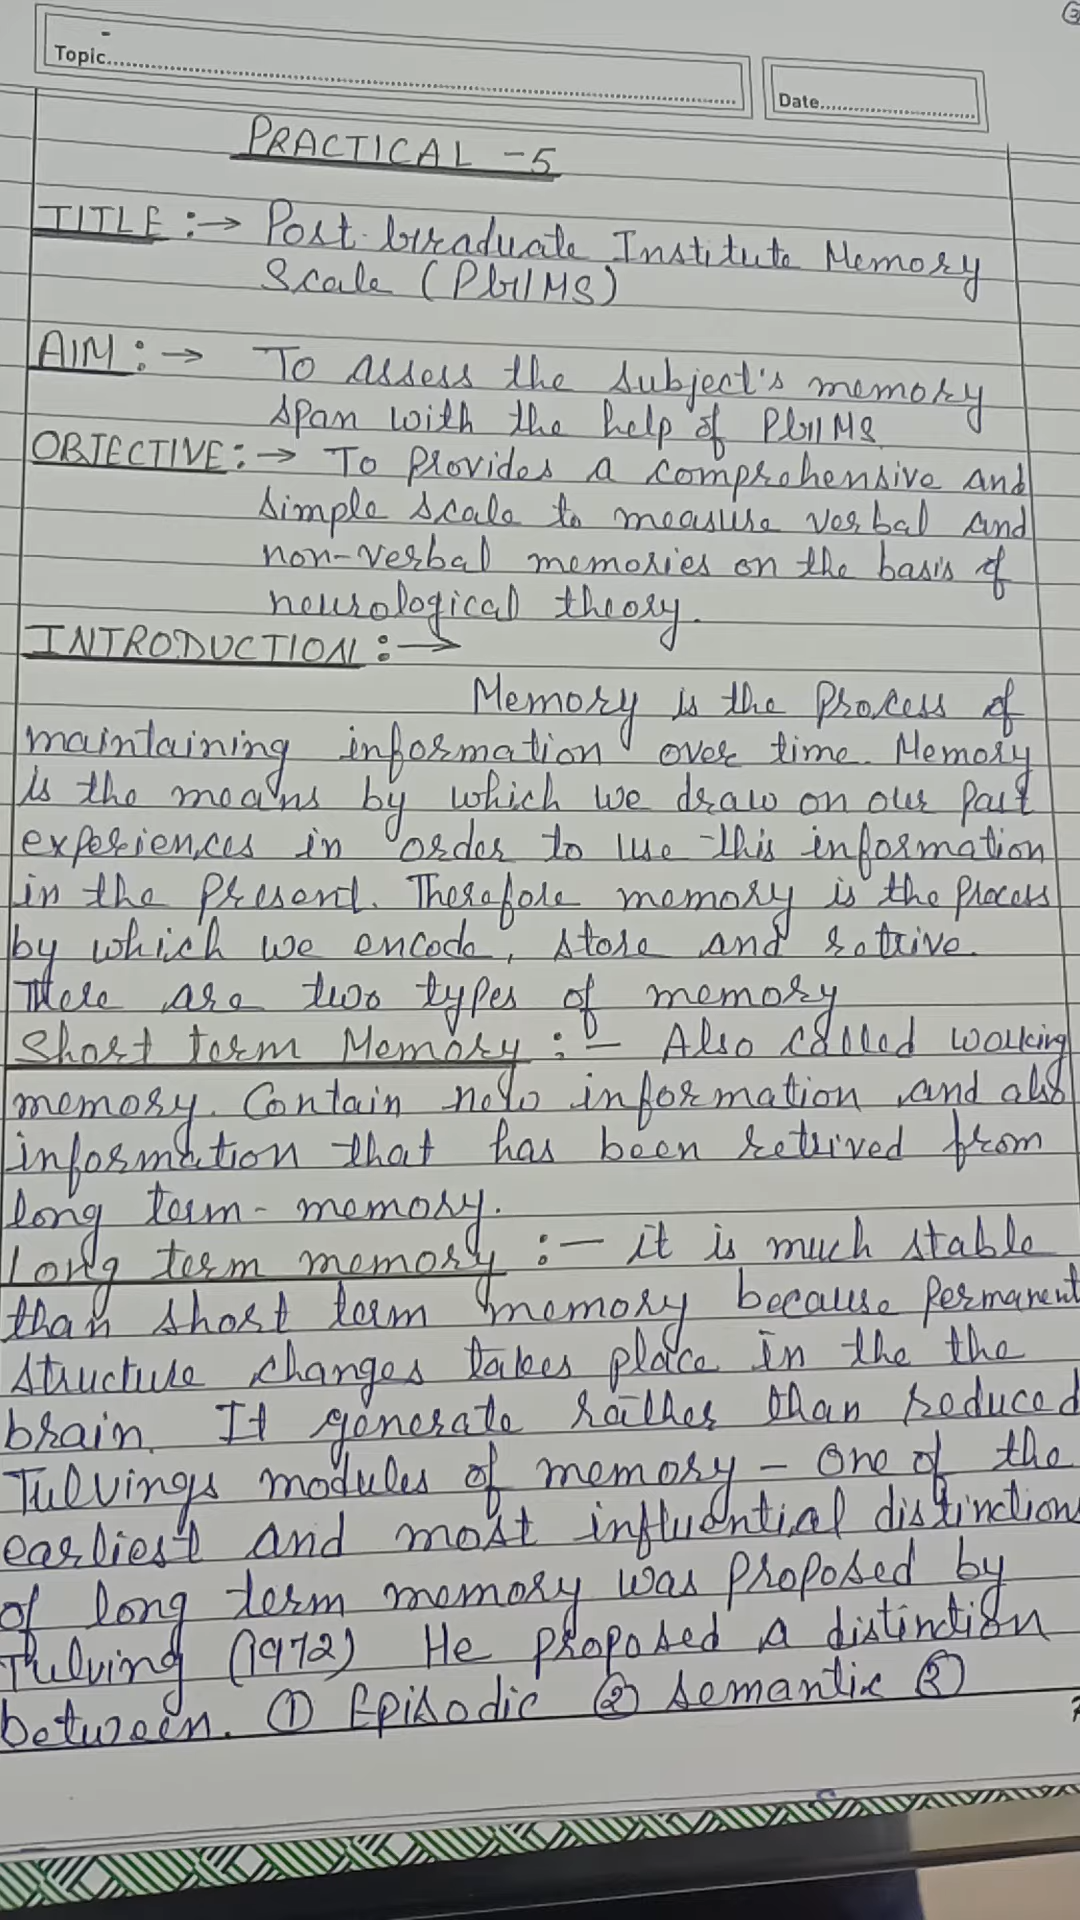 Topic
Date
PRACTICAL - 5
TITLE :→ Post Graduate Institute Memory
Scale (PGIMS)
AIM :→ To assess the subject's memory
span with the help of PGIMS
OBJECTIVE :→ To provides a comprehensive and
simple scale to measure verbal and
non-verbal memories on the basis of
neurological theory.
INTRODUCTION :→
Memory is the process of
maintaining information over time. Memory
is the means by which we draw on our past
experiences in order to use this information
in the present. Therefore memory is the process
by which we encode, store and retrive.
There are two types of memory
Short term Memory :- Also called working
memory. Contain new information and also
information that has been retrived from
long term- memory.
Long term memory :- it is much stable
than short term memory because permanent
structure changes takes place in the the
brain. It generate rather than reduced
Tulvings modules of memory - One of the
earliest and most influential distinction
of long term memory was proposed by
Tulving (1972) He proposed a distinction
between. ① Episodic ② semantic ③